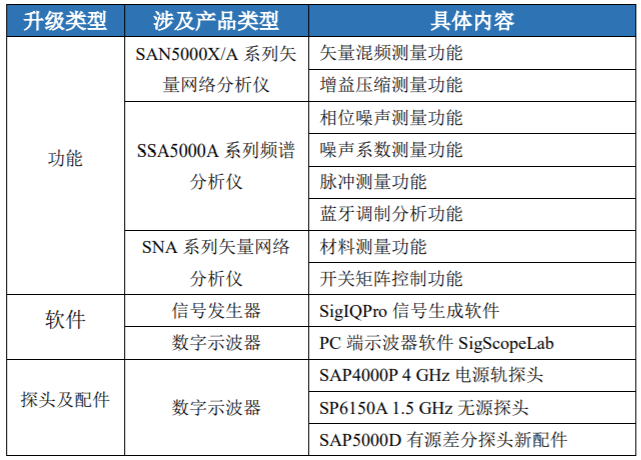 升级类型 涉及产品类型 具体内容
功能
SAN5000X/A 系列矢
量网络分析仪
矢量混频测量功能
增益压缩测量功能
SSA5000A 系列频谱
分析仪
相位噪声测量功能
噪声系数测量功能
脉冲测量功能
蓝牙调制分析功能
SNA 系列矢量网络
分析仪
材料测量功能
开关矩阵控制功能
软件
信号发生器
SigIQPro 信号生成软件
数字示波器
PC 端示波器软件 SigScopeLab
探头及配件
数字示波器
SAP4000P 4 GHz 电源轨探头
SP6150A 1.5 GHz 无源探头
SAP5000D 有源差分探头新配件